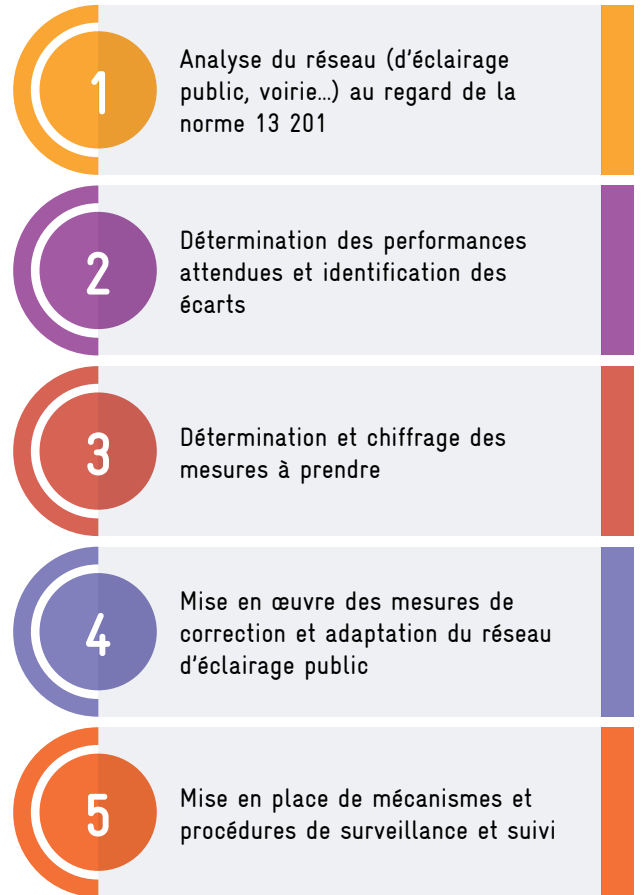 1
Analyse du réseau (d'éclairage
public, voirie...) au regard de la
norme 13 201
2
Détermination des performances
attendues et identification des
écarts
3
Détermination et chiffrage des
mesures à prendre
4
Mise en œuvre des mesures de
correction et adaptation du réseau
d'éclairage public
5
Mise en place de mécanismes et
procédures de surveillance et suivi